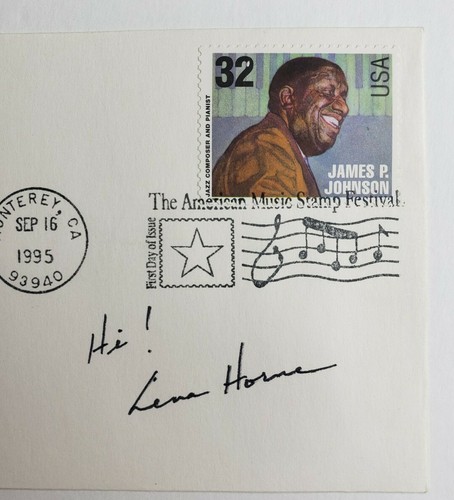 32
USA
JAZZ COMPOSER AND PIANIST
JAMES P.
JOHNSON
The American Music Stamp Festival
First Day of Issue
MONTEREY, CA
SEP 16
1995
93940
Hi!
Lena Horne